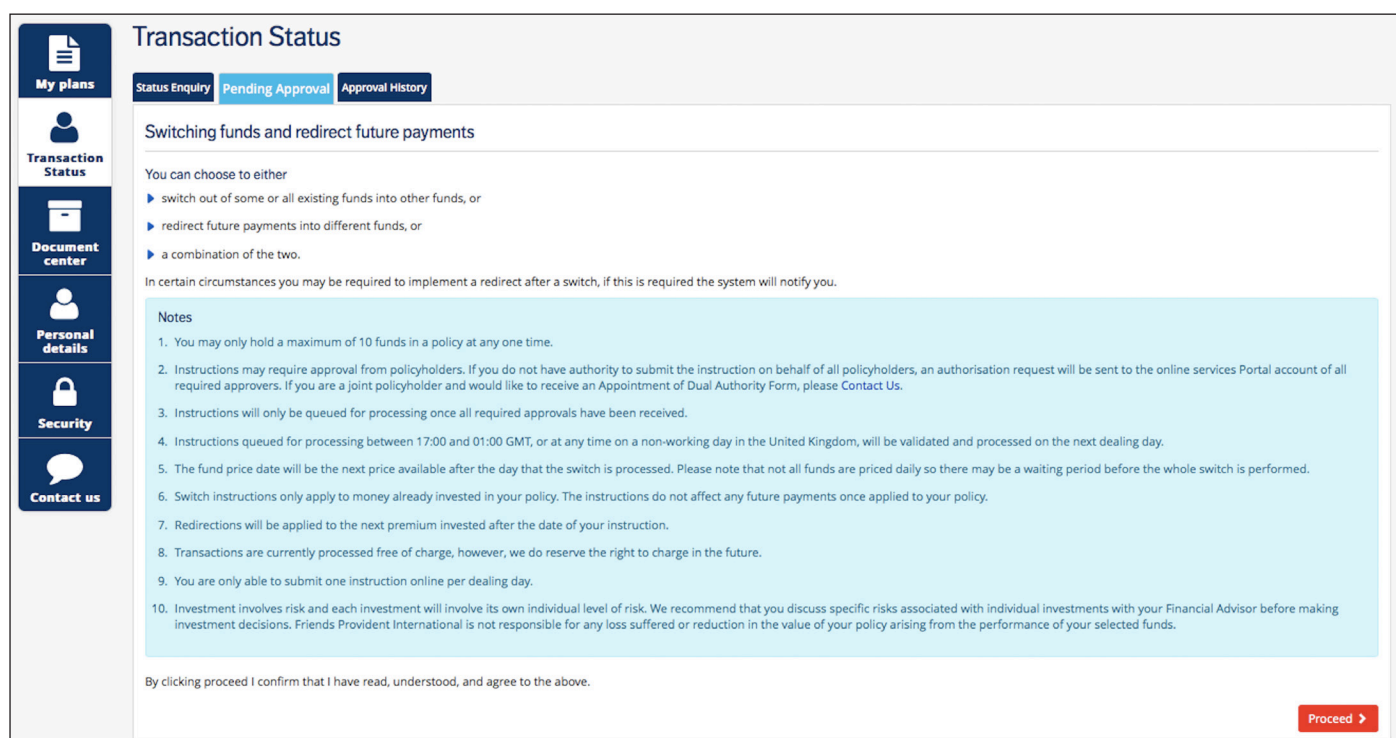 Transaction Status
My plans
Transaction
Status
Document
center
Personal
details
Security
Contact us
Status Enquiry
Pending Approval
Approval History
Switching funds and redirect future payments
You can choose to either
switch out of some or all existing funds into other funds, or
redirect future payments into different funds, or
a combination of the two.
In certain circumstances you may be required to implement a redirect after a switch, if this is required the system will notify you.
Notes
1. You may only hold a maximum of 10 funds in a policy at any one time.
2. Instructions may require approval from policyholders. If you do not have authority to submit the instruction on behalf of all policyholders, an authorisation request will be sent to the online services Portal account of all
required approvers. If you are a joint policyholder and would like to receive an Appointment of Dual Authority Form, please Contact Us.
3. Instructions will only be queued for processing once all required approvals have been received.
4. Instructions queued for processing between 17:00 and 01:00 GMT, or at any time on a non-working day in the United Kingdom, will be validated and processed on the next dealing day.
5. The fund price date will be the next price available after the day that the switch is processed. Please note that not all funds are priced daily so there may be a waiting period before the whole switch is performed.
6. Switch instructions only apply to money already invested in your policy. The instructions do not affect any future payments once applied to your policy.
7. Redirections will be applied to the next premium invested after the date of your instruction.
8. Transactions are currently processed free of charge, however, we do reserve the right to charge in the future.
9. You are only able to submit one instruction online per dealing day.
10. Investment involves risk and each investment will involve its own individual level of risk. We recommend that you discuss specific risks associated with individual investments with your Financial Advisor before making
investment decisions. Friends Provident International is not responsible for any loss suffered or reduction in the value of your policy arising from the performance of your selected funds.
By clicking proceed I confirm that I have read, understood, and agree to the above.
Proceed